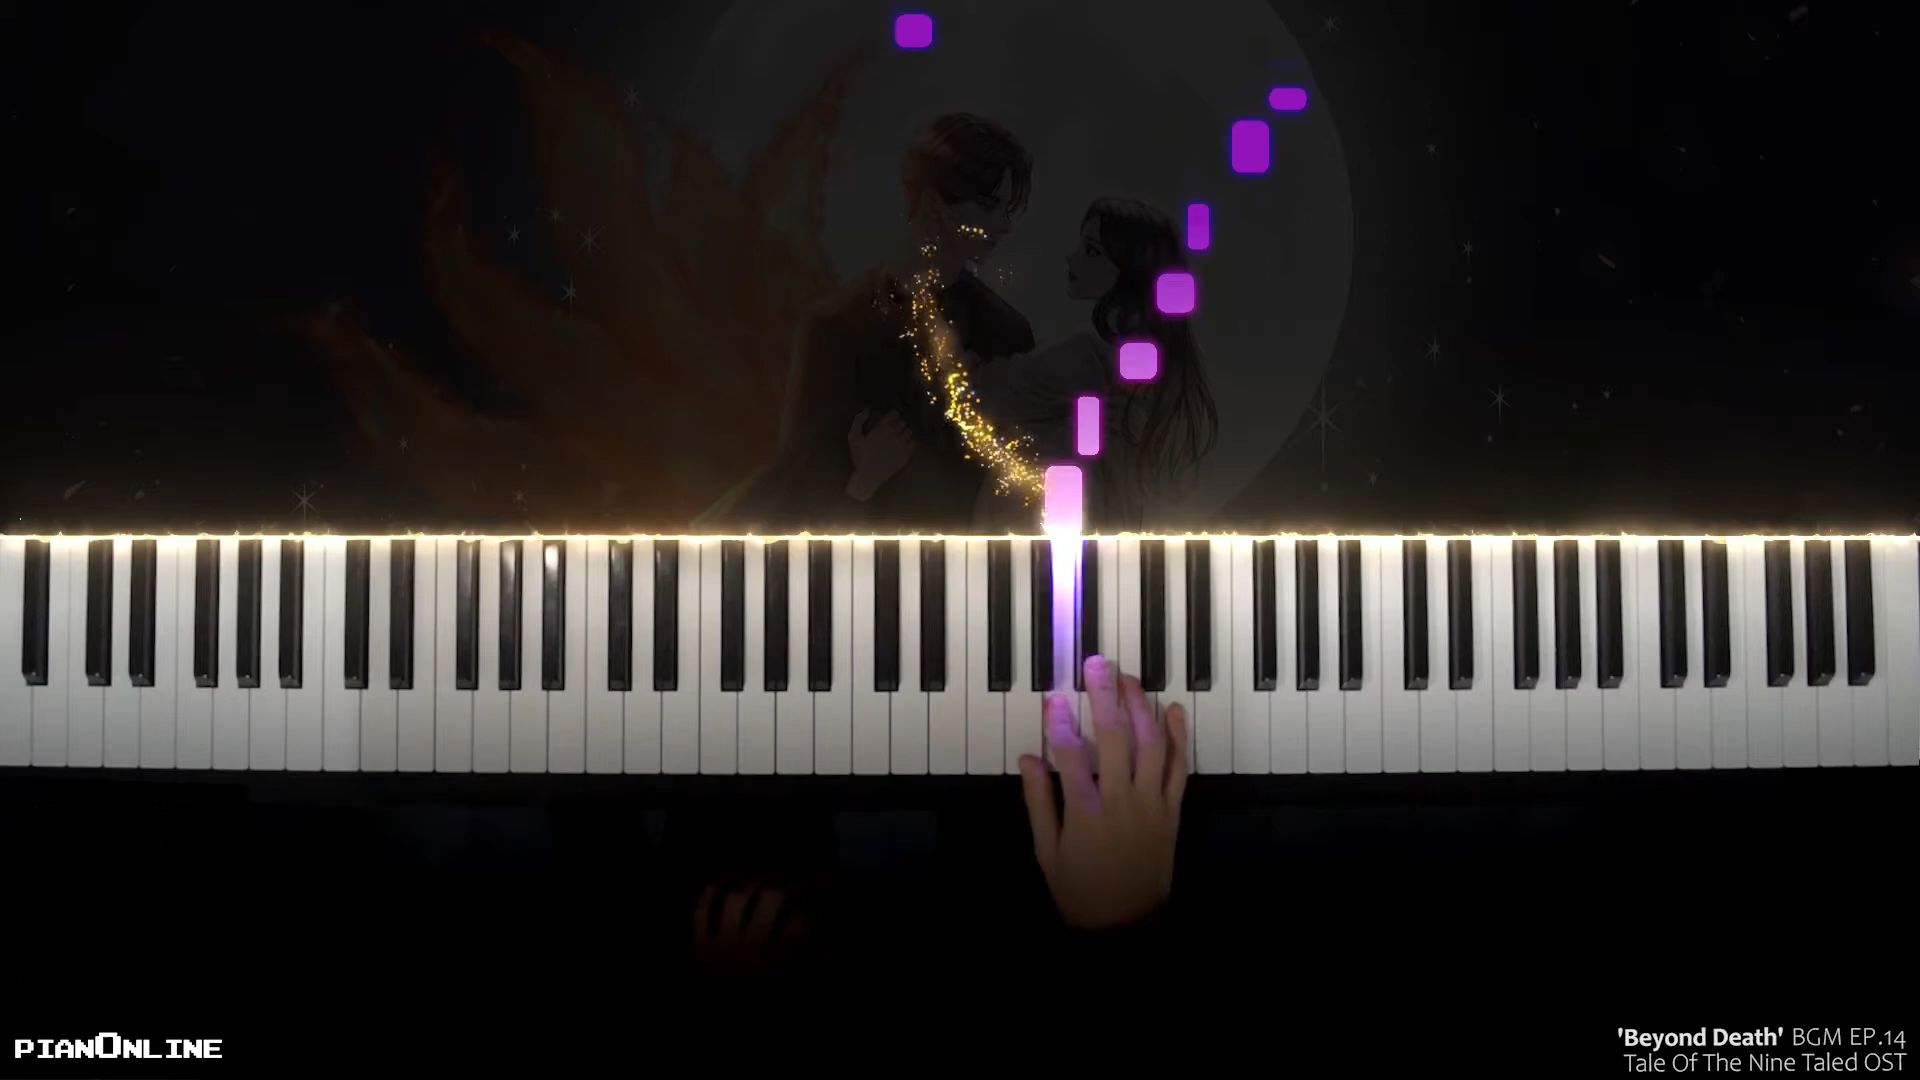 PIANONLINE
'Beyond Death' BGM EP.14
Tale Of The Nine Taled OST